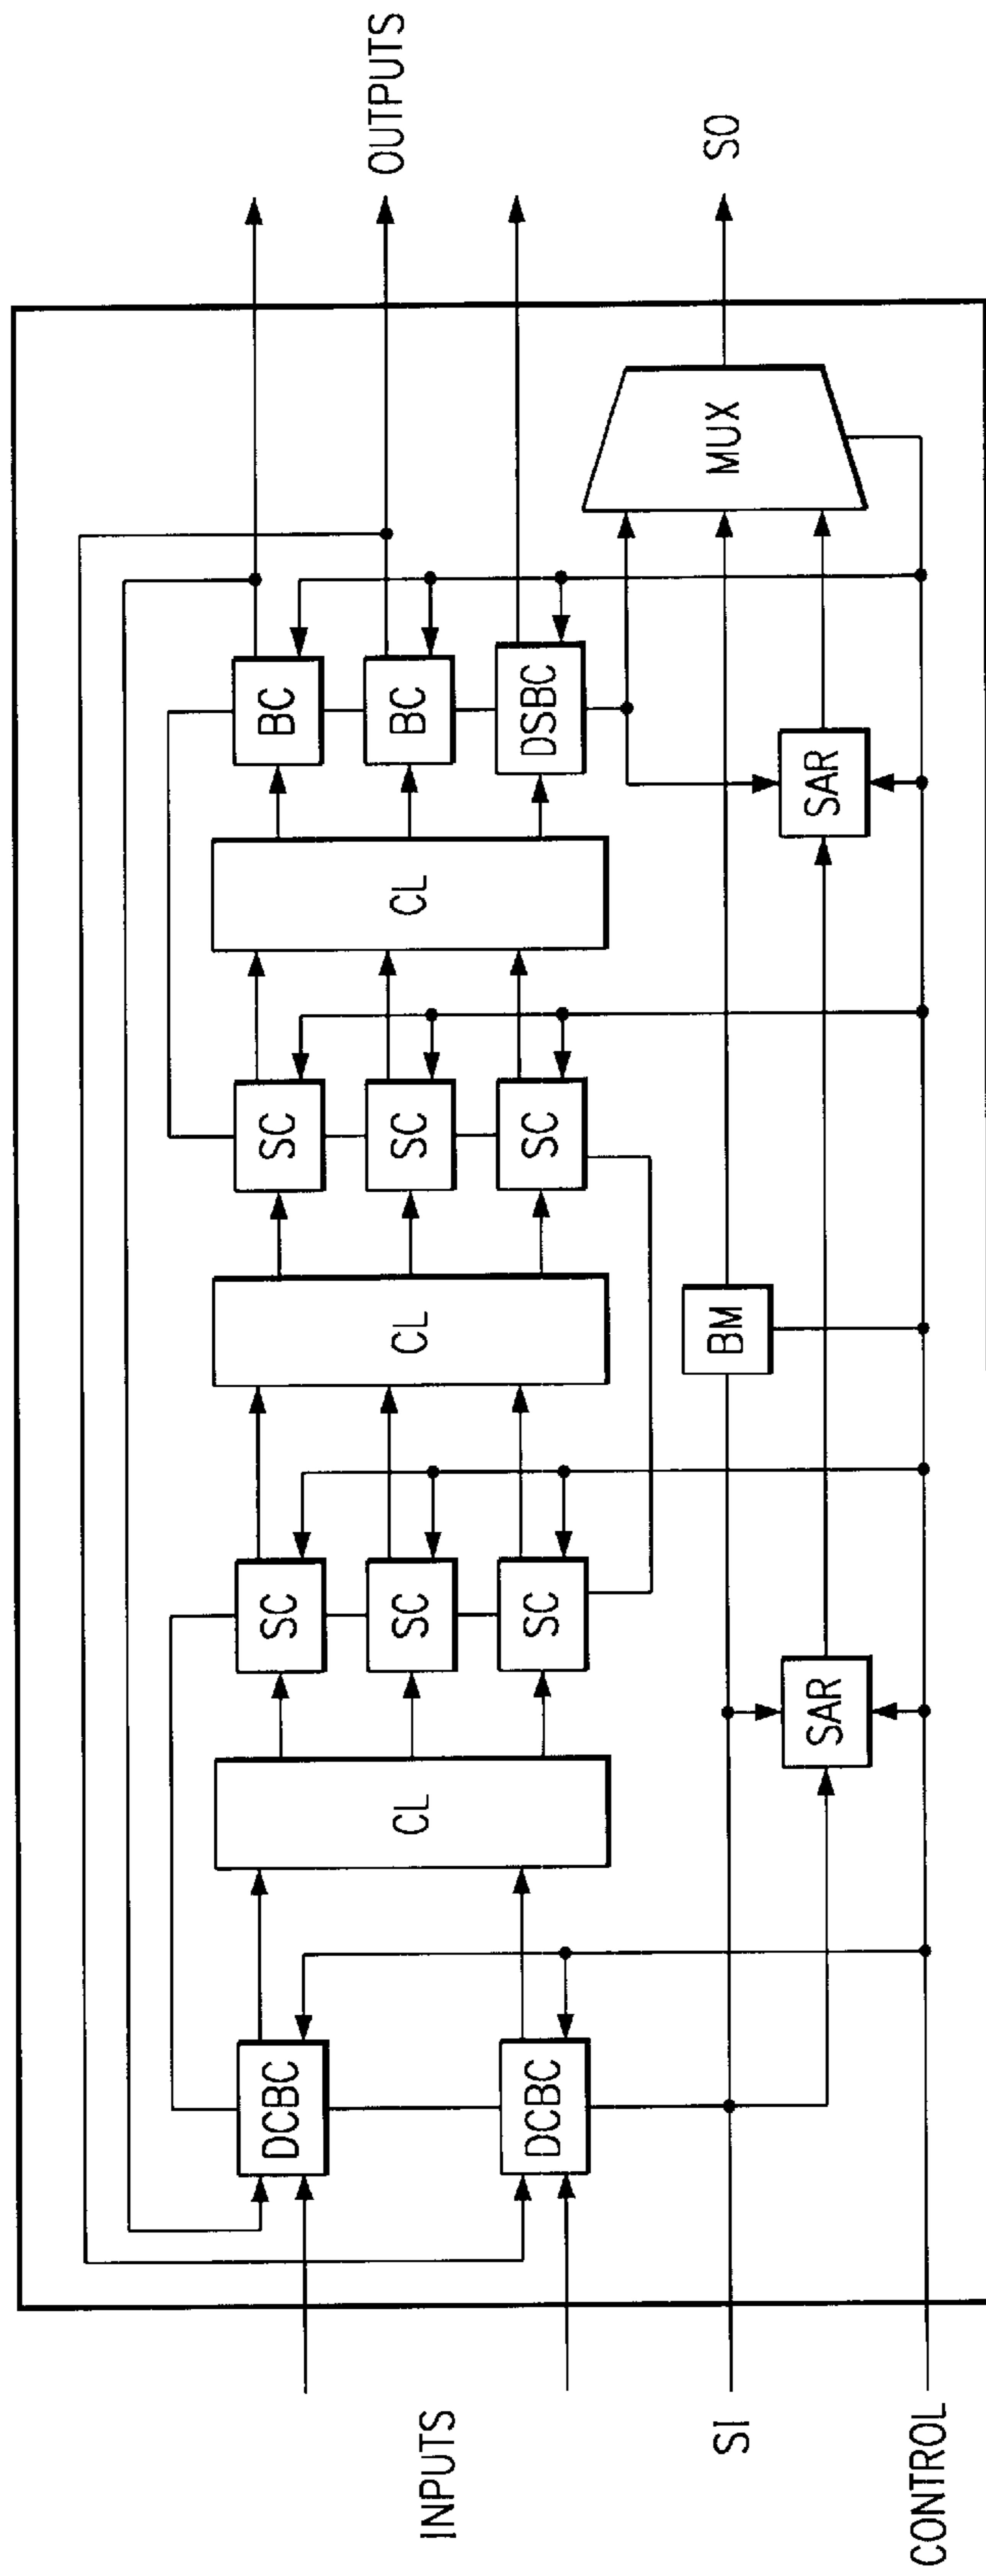 INPUTS
SI
CONTROL
DCBC
DCBC
CL
SC
SC
SC
CL
SC
SC
SC
CL
BC
BC
DSBC
SAR
BM
SAR
MUX
OUTPUTS
SO